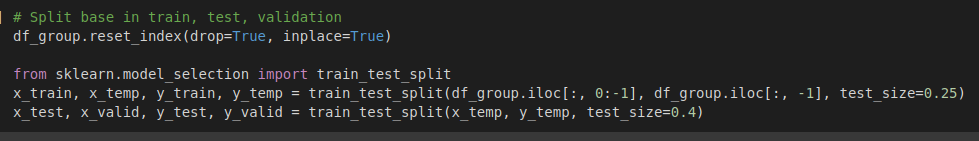 # Split base in train, test, validation
df_group.reset_index(drop=True, inplace=True)
from sklearn.model_selection import train_test_split
x_train, x_temp, y_train, y_temp = train_test_split(df_group.iloc[:, 0:-1], df_group.iloc[:, -1], test_size=0.25)
x_test, x_valid, y_test, y_valid = train_test_split(x_temp, y_temp, test_size=0.4)